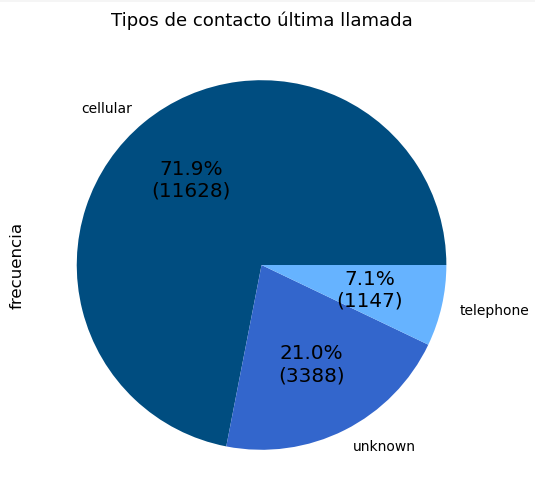 Tipos de contacto última llamada
cellular
71.9%
(11628)
frecuencia
7.1%
(1147)
telephone
21.0%
(3388)
unknown